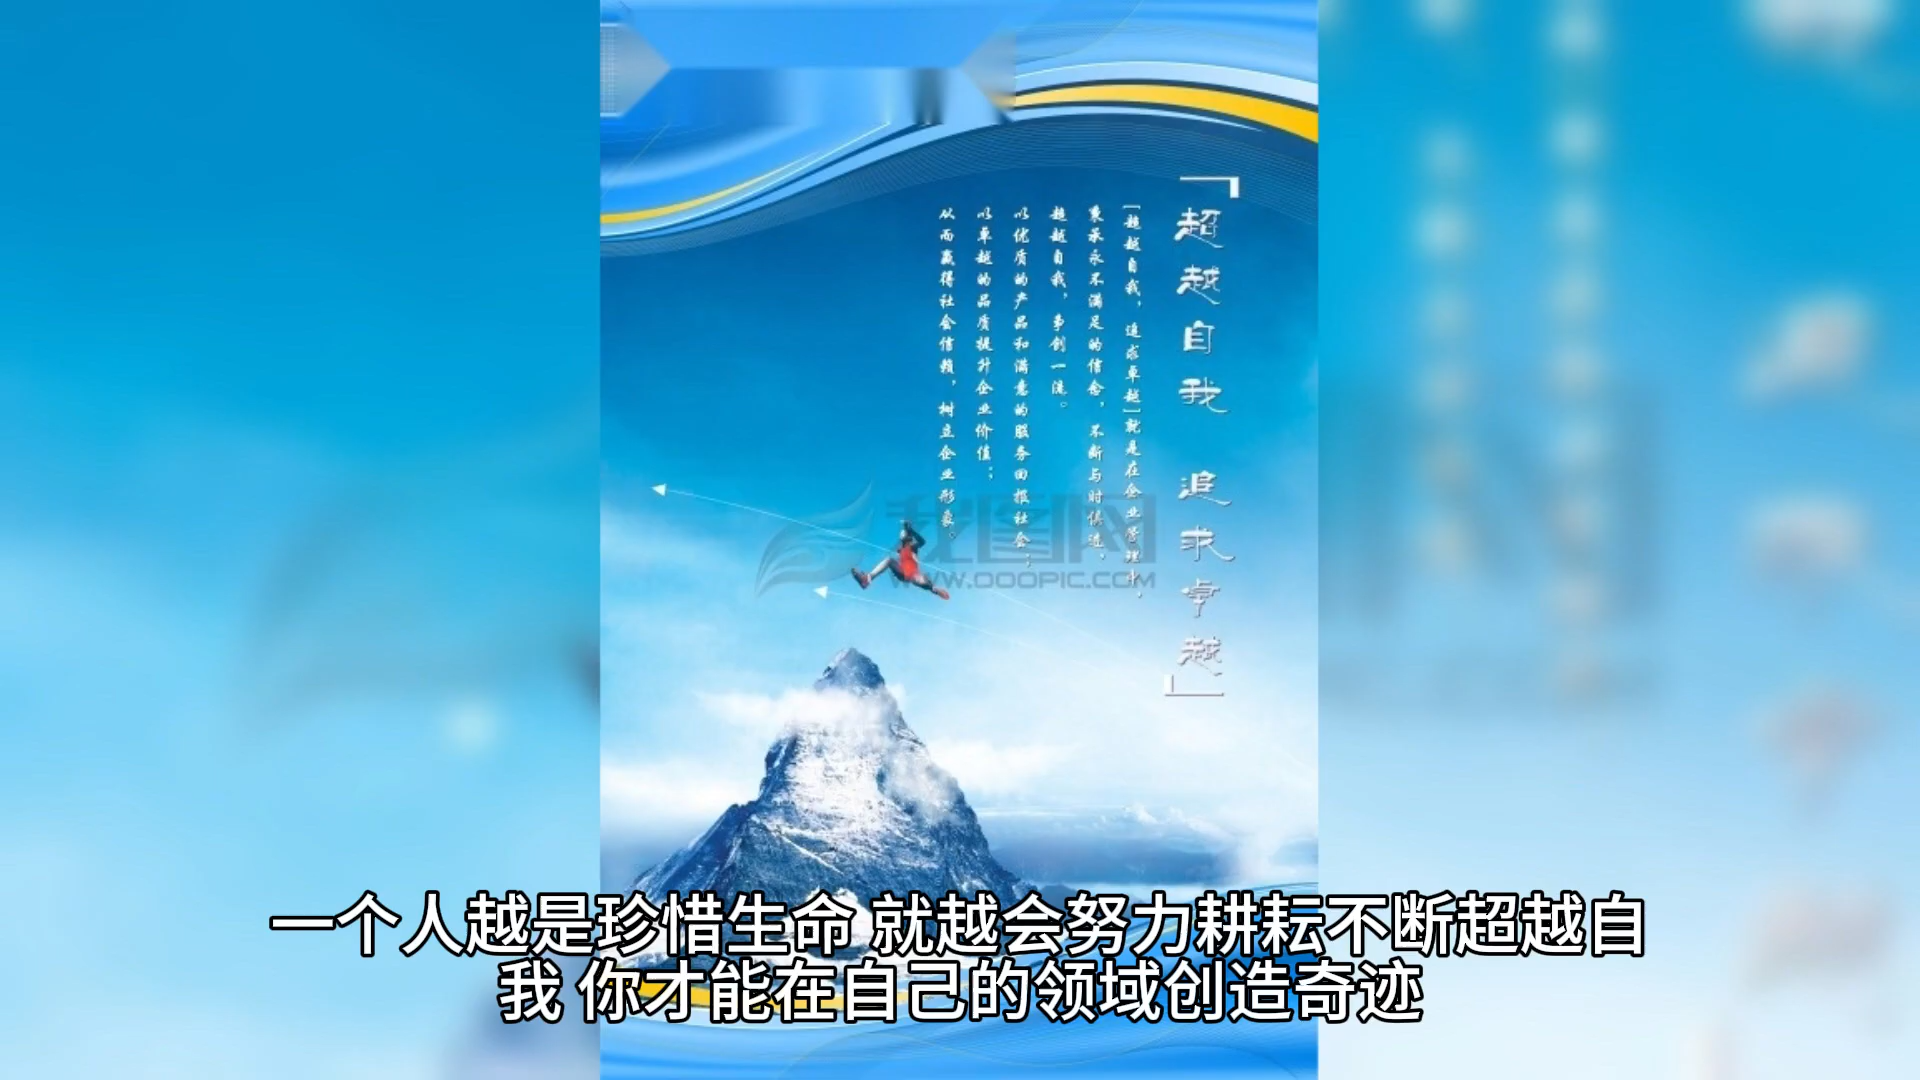 「超越自我 追求卓越」
「超越自我，追求卓越」就是在企业管理中、
秉承永不满足的信念，不断与时俱进、
超越自我，争创一流。
以优质的产品和满意的服务回报社会；
以卓越的品质提升企业价值；
从而赢得社会信赖，树立企业形象。
我图网
WWW.OOOPIC.COM
一个人越是珍惜生命 就越会努力耕耘不断超越自
我 你才能在自己的领域创造奇迹